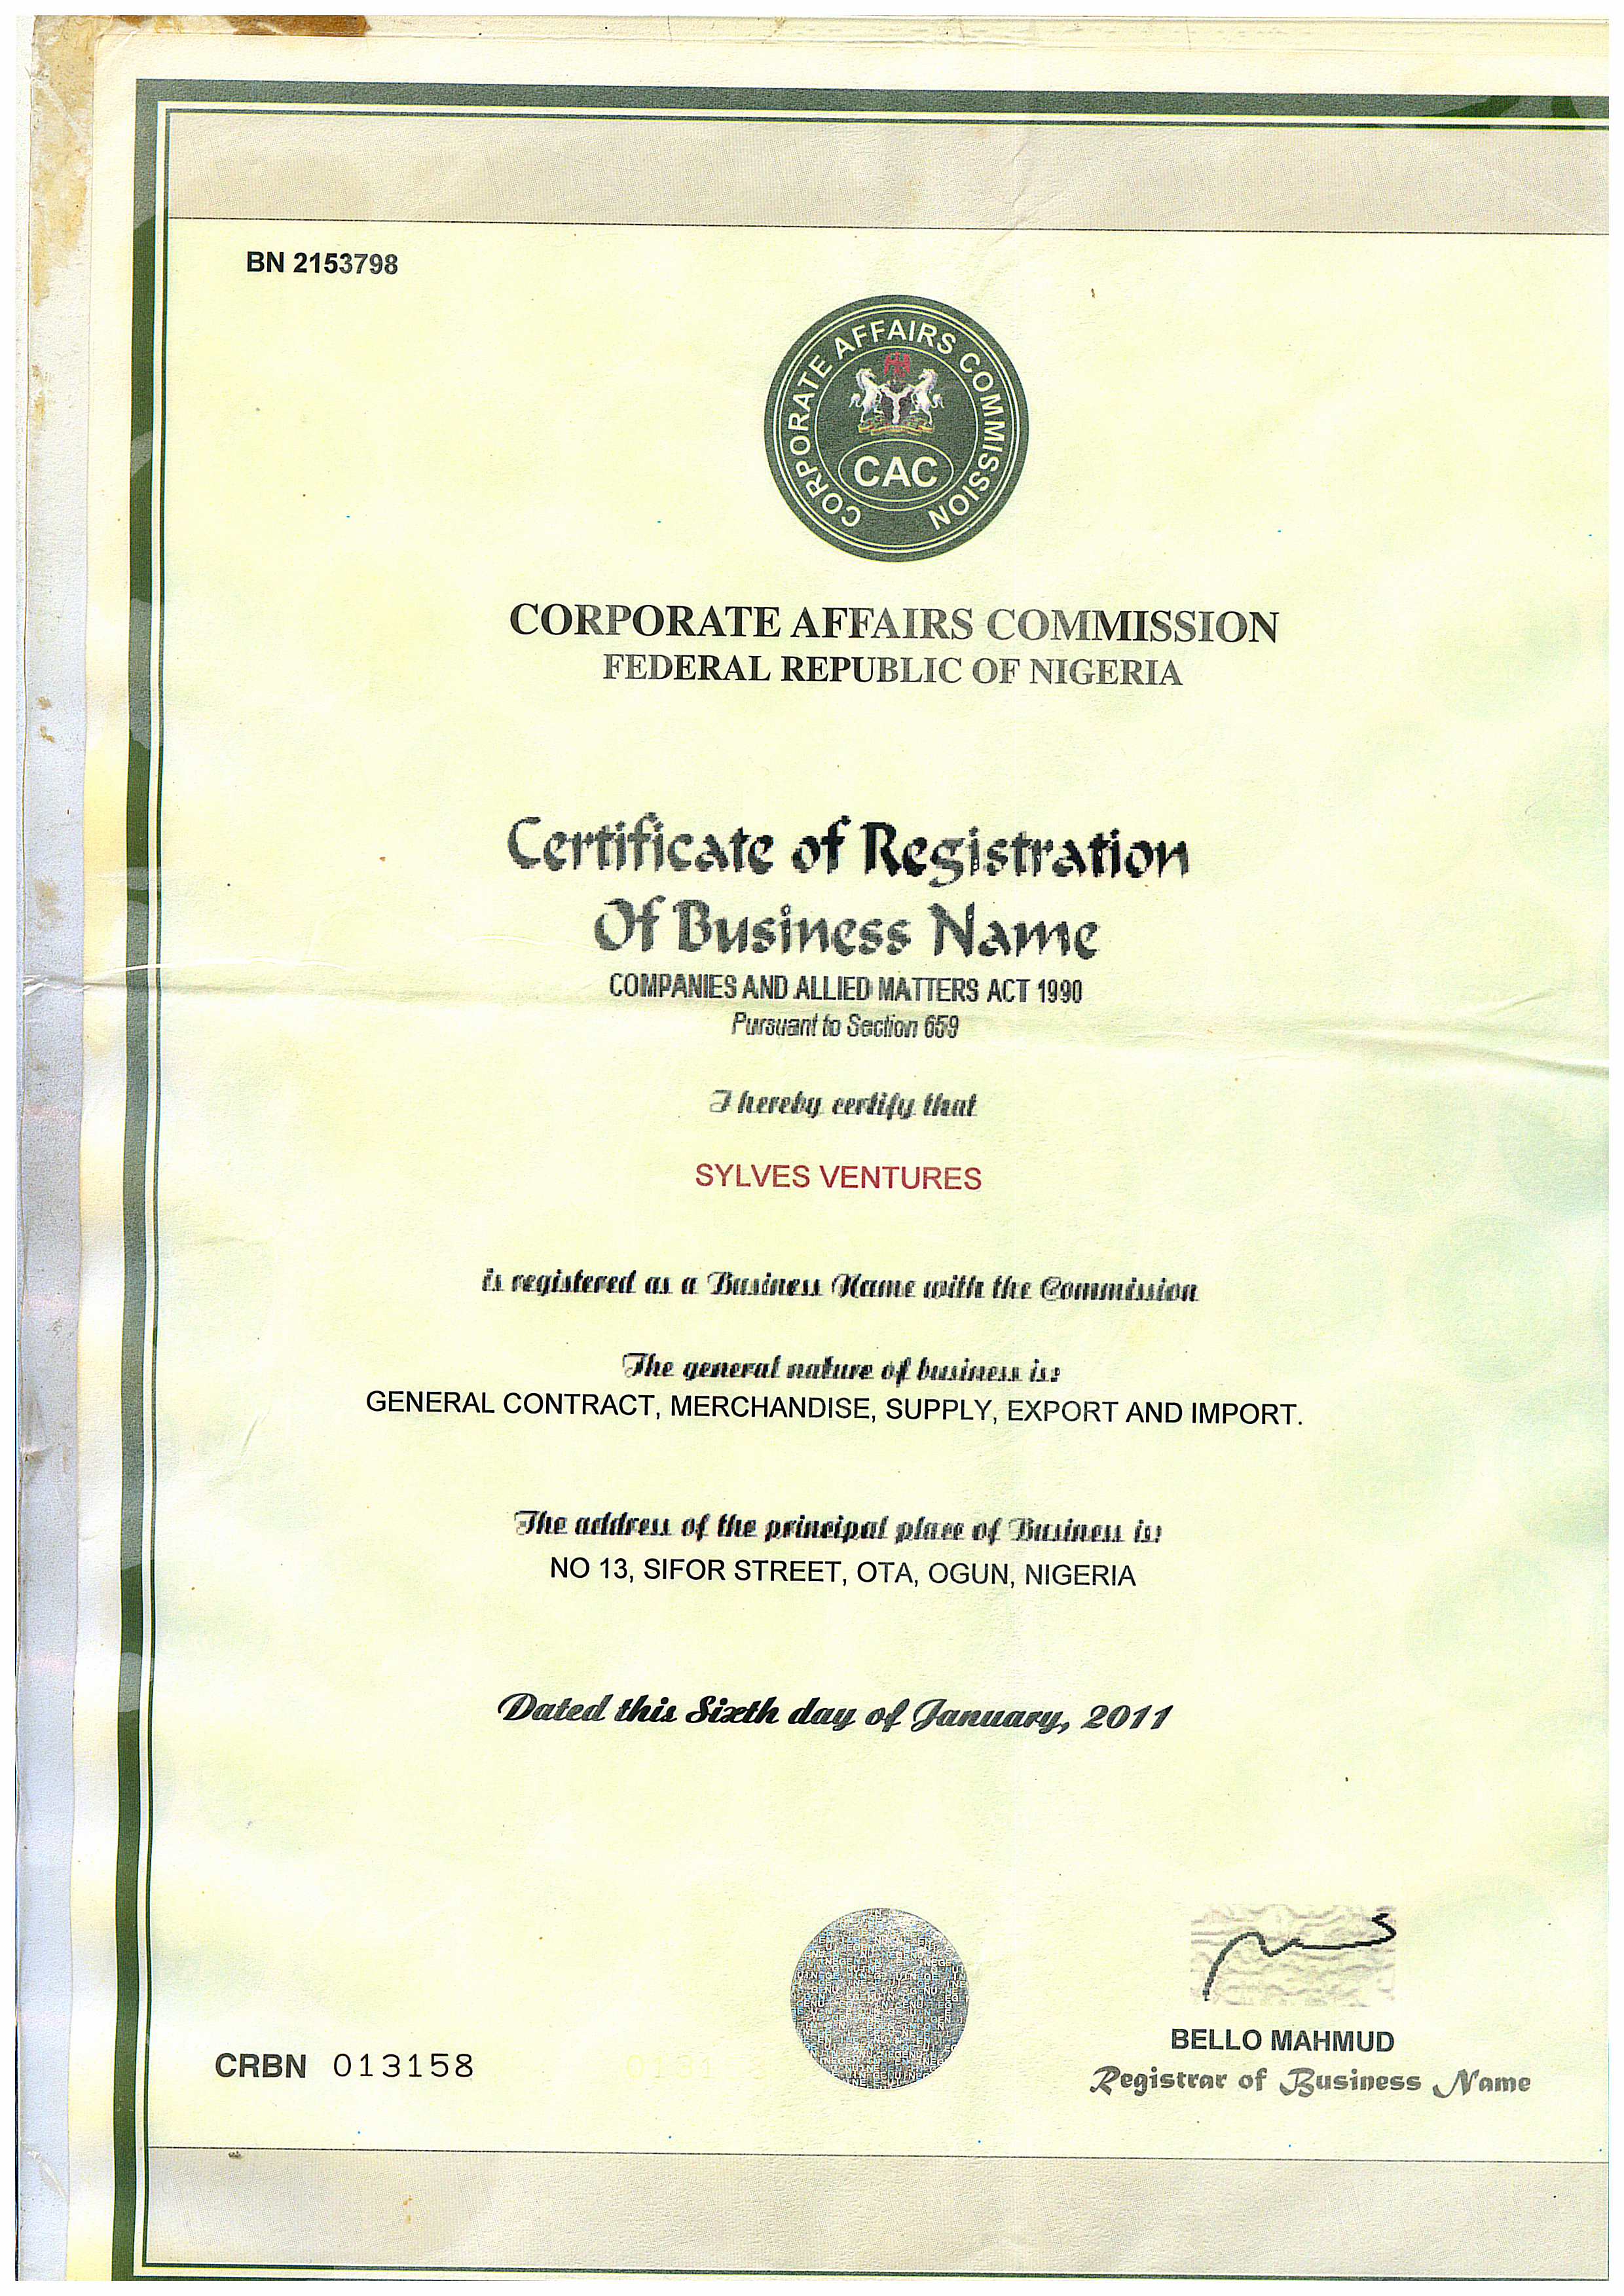 BN 2153798
CORPORATE AFFAIRS COMMISSION
CAC
CORPORATE AFFAIRS COMMISSION
FEDERAL REPUBLIC OF NIGERIA
Certificate of Registration
Of Business Name
COMPANIES AND ALLIED MATTERS ACT 1990
Pursuant to Section 659
I hereby certify that
SYLVES VENTURES
is registered as a Business Name with the Commission
The general nature of business is:
GENERAL CONTRACT, MERCHANDISE, SUPPLY, EXPORT AND IMPORT.
The address of the principal place of Business is:
NO 13, SIFOR STREET, OTA, OGUN, NIGERIA
Dated this Sixth day of January, 2011
BELLO MAHMUD
CRBN 013158
Registrar of Business Name